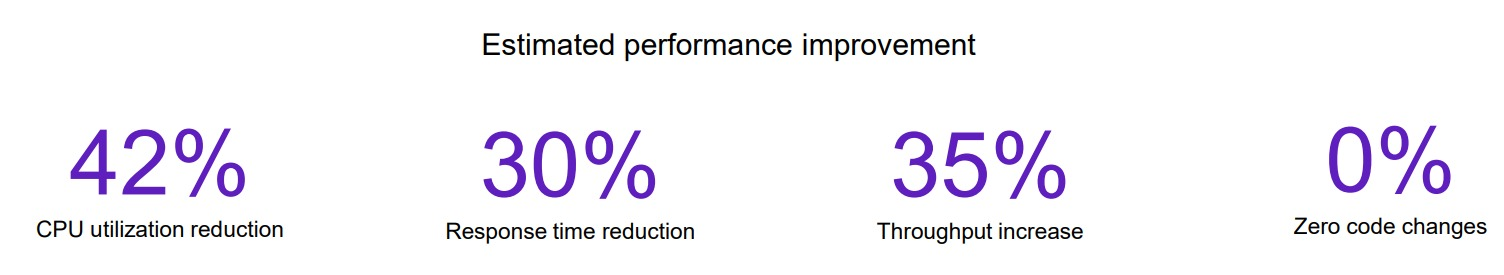 Estimated performance improvement
42%
CPU utilization reduction
30%
Response time reduction
35%
Throughput increase
0%
Zero code changes